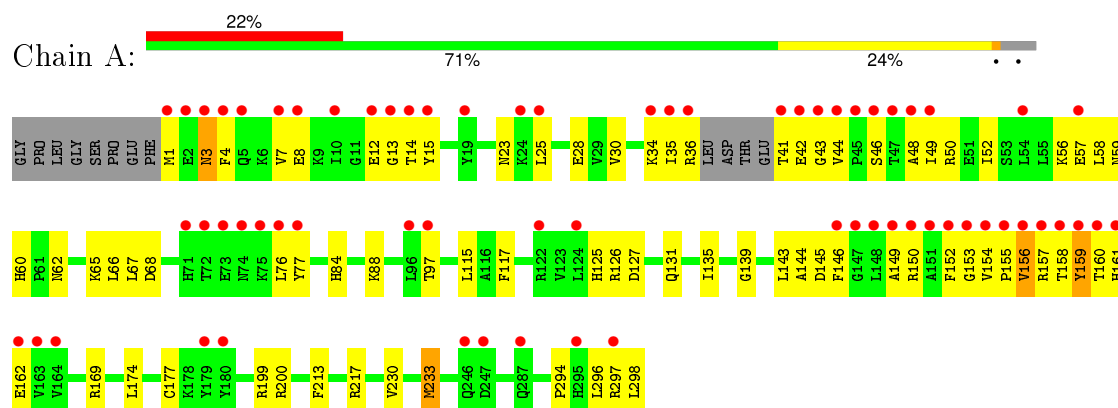 22%
Chain A:
71% 24% • •
GLY PRO LEU GLY SER PRO GLU PHE M1 E2 N3 F4 Q5 K6 V7 E8 K9 I10 G11 E12 G13 T14 Y15 Y19 N23 K24 L25 E28 V29 V30 K34 I35 R36 LEU ASP THR GLU T41 E42 G43 V44 P45 S46 T47 A48 I49 R50 E51 I52 S53 L54 L55 K56 E57 L58 N59
H60 P61 N62 K65 L66 L67 D68 H71 T72 E73 N74 K75 L76 Y77 H84 K88 L96 T97 L115 A116 F117 R122 V123 L124 H125 R126 D127 Q131 I135 G139 L143 A144 D145 F146 G147 L148 A149 R150 A151 F152 G153 V154 P155 V156 R157 T158 Y159 T160 H161
E162 V163 V164 R169 L174 C177 K178 Y179 Y180 R199 R200 F213 R217 V230 M233 Q246 D247 Q287 P294 H295 L296 R297 L298